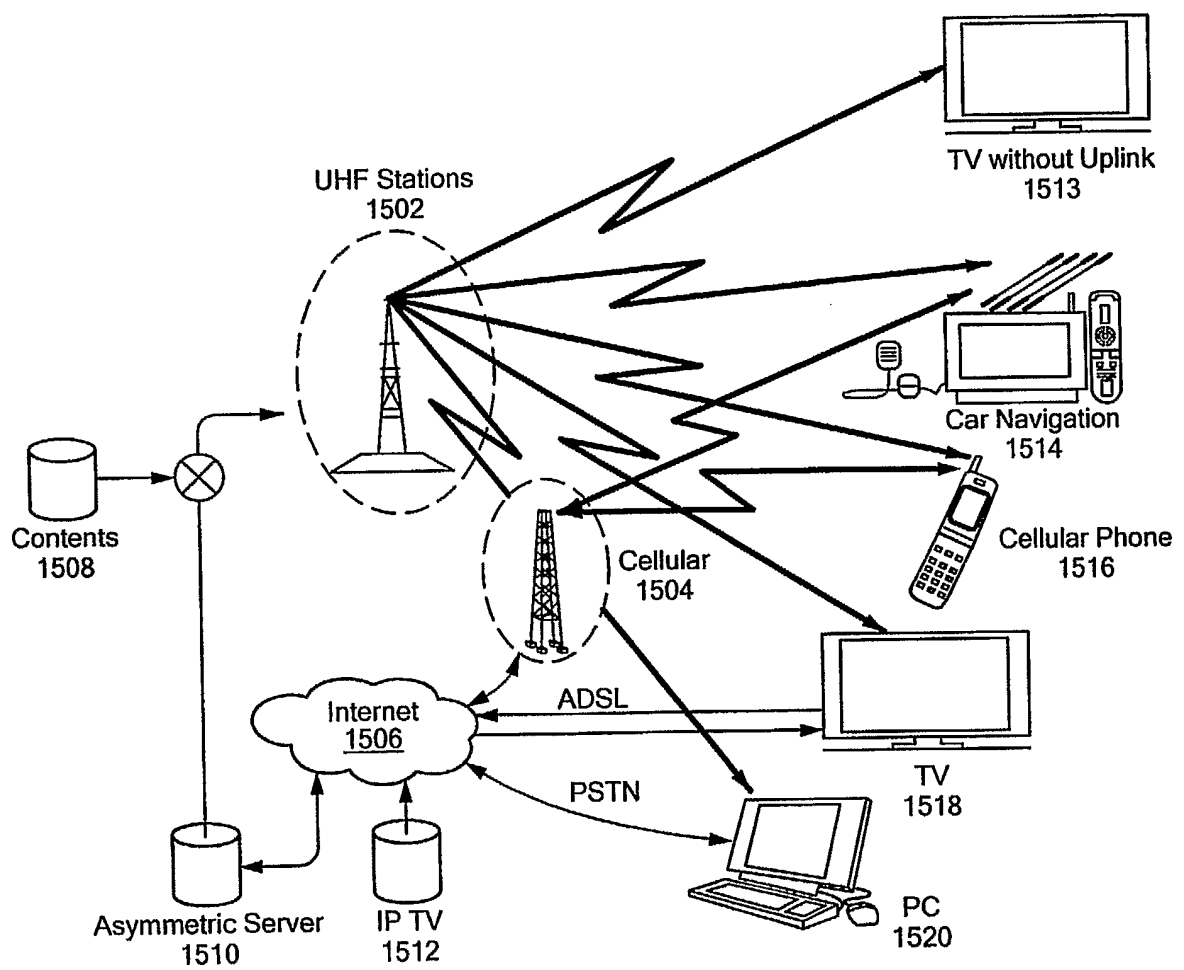 TV without Uplink
1513
UHF Stations
1502
Car Navigation
1514
Contents
1508
Cellular
1504
Cellular Phone
1516
ADSL
Internet
1506
TV
1518
PSTN
Asymmetric Server
1510
IP TV
1512
PC
1520